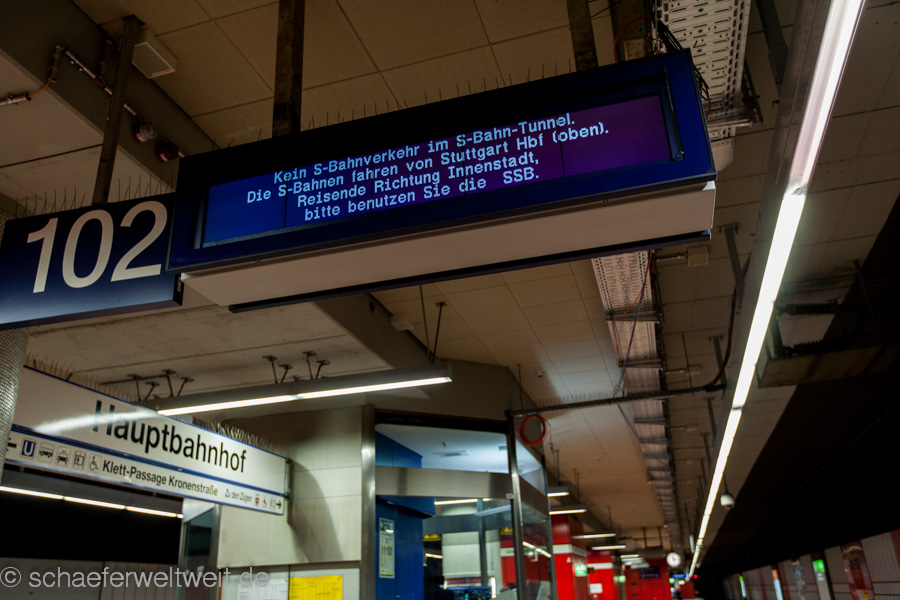 Kein S-Bahnverkehr im S-Bahn-Tunnel.
Die S-Bahnen fahren von Stuttgart Hbf (oben).
Reisende Richtung Innenstadt,
bitte benutzen Sie die SSB.
102
Hauptbahnhof
U
Klett-Passage Kronenstraße
Zu den Zügen
© schaeferweltweit.de